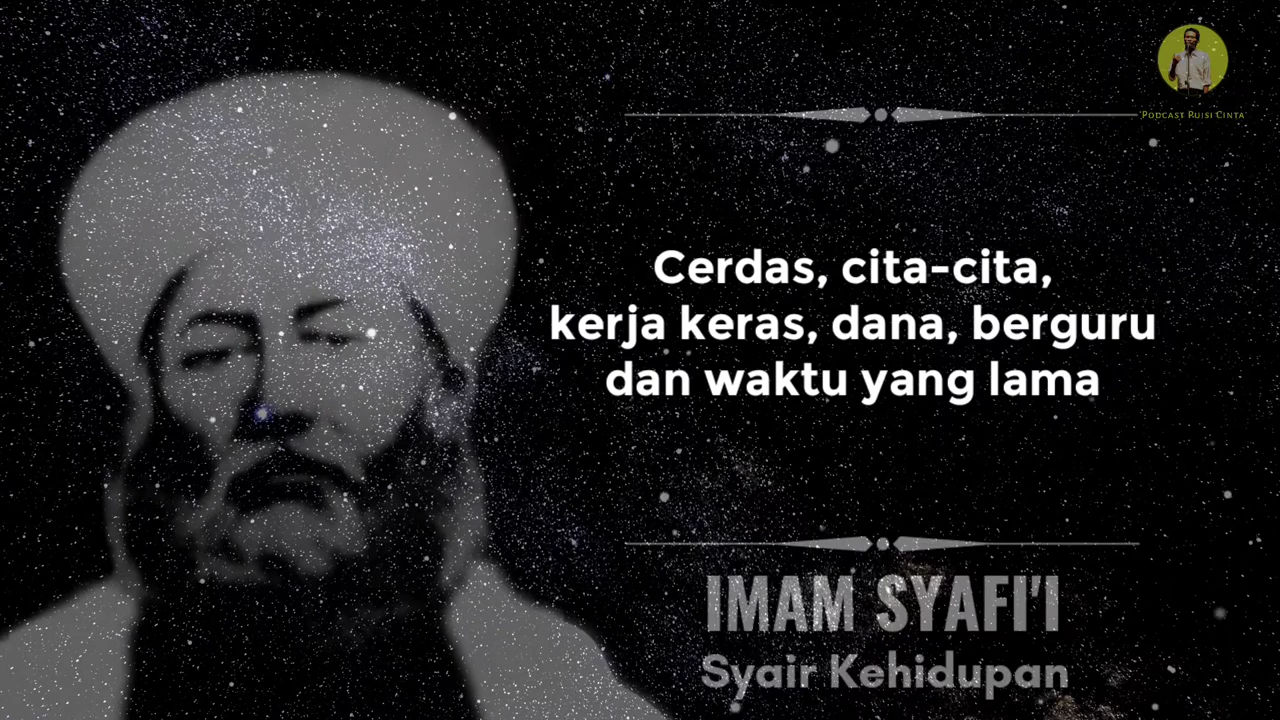 Podcast Puisi Cinta
Cerdas, cita-cita,
kerja keras, dana, berguru
dan waktu yang lama
IMAM SYAFI'I
Syair Kehidupan